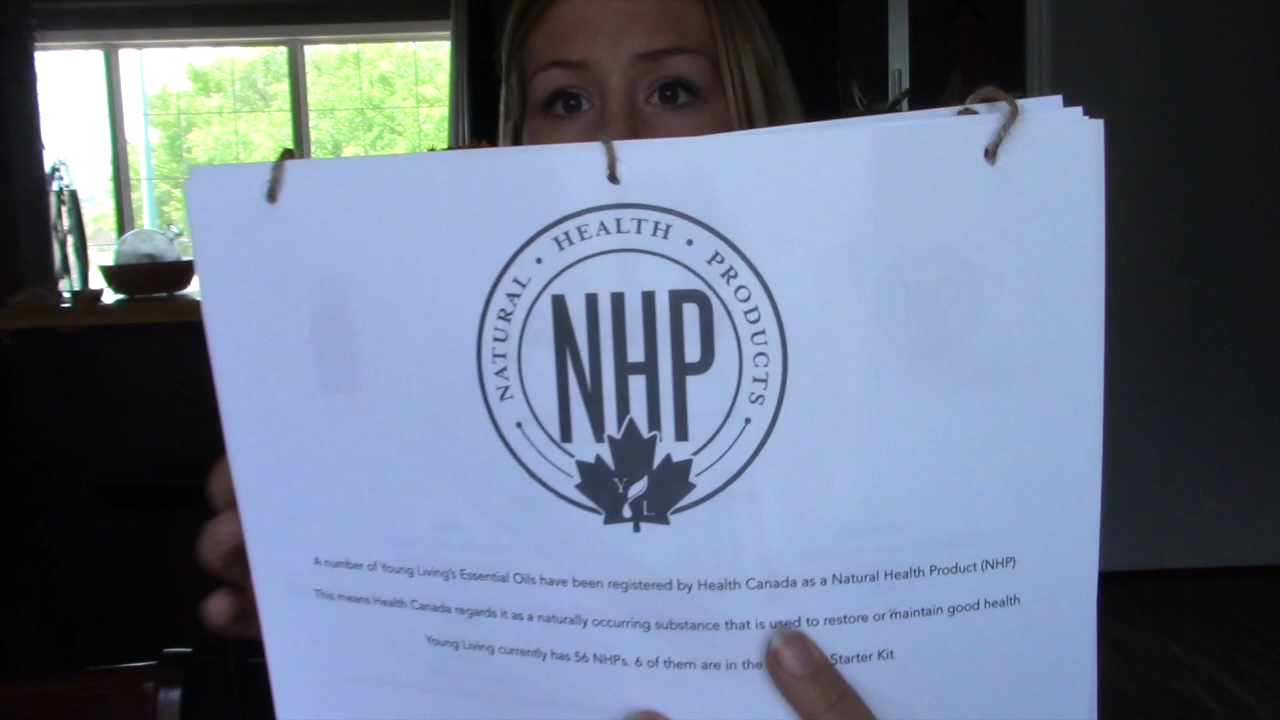 NATURAL • HEALTH • PRODUCTS
NHP
Y L
A number of Young Living's Essential Oils have been registered by Health Canada as a Natural Health Product (NHP)
This means Health Canada regards it as a naturally occurring substance that is used to restore or maintain good health
Young Living currently has 56 NHPs. 6 of them are in the Starter Kit